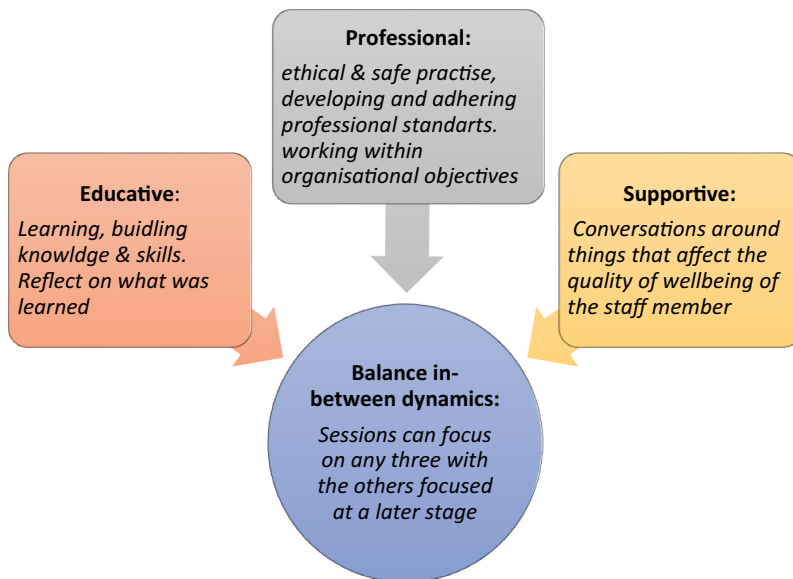 Professional:
ethical & safe practise,
developing and adhering
professional standarts.
working within
organisational objectives
Educative:
Learning, buidling
knowldge & skills.
Reflect on what was
learned
Supportive:
Conversations around
things that affect the
quality of wellbeing of
the staff member
Balance in-
between dynamics:
Sessions can focus
on any three with
the others focused
at a later stage